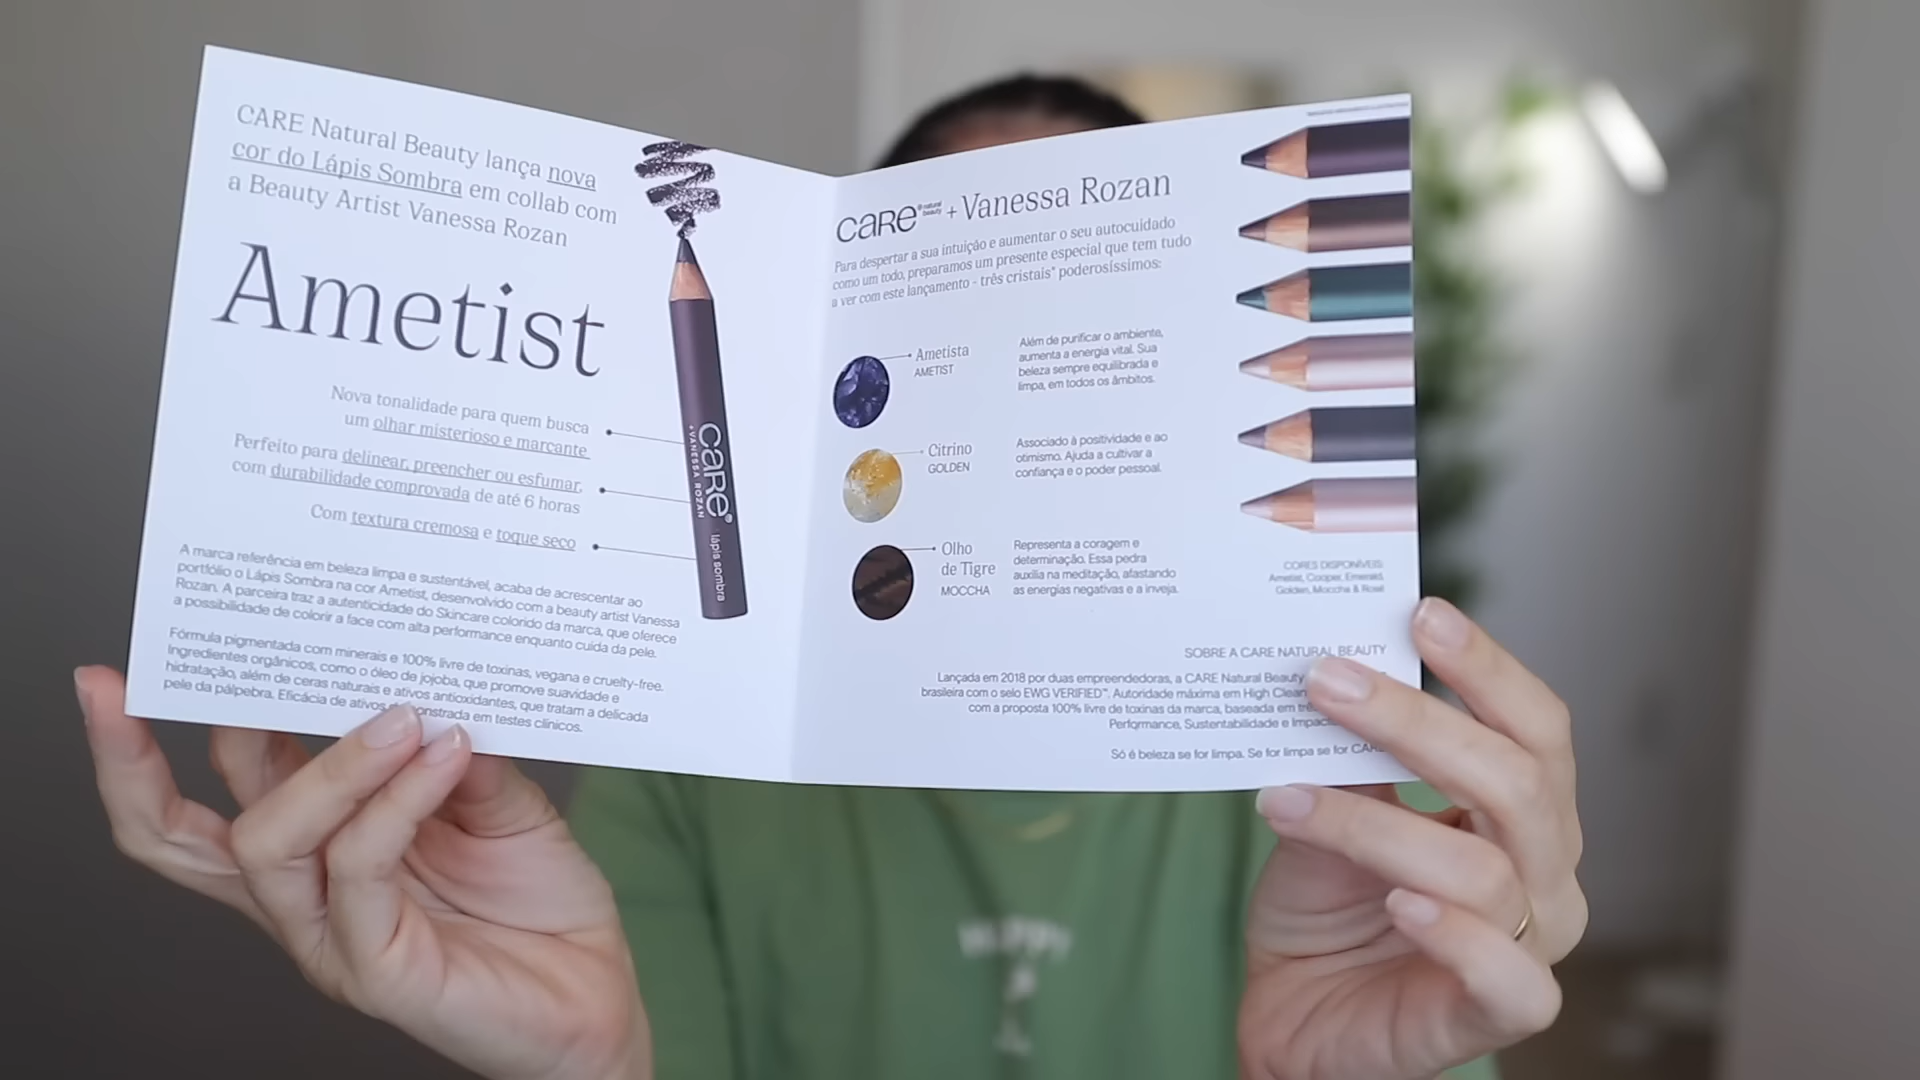 CARE Natural Beauty lança nova
cor do Lápis Sombra em collab com
a Beauty Artist Vanessa Rozan
Ametist
Nova tonalidade para quem busca
um olhar misterioso e marcante
Perfeito para delinear, preencher ou esfumar,
com durabilidade comprovada de até 6 horas
Com textura cremosa e toque seco
A marca referência em beleza limpa e sustentável, acaba de acrescentar ao
portfólio o Lápis Sombra na cor Ametist, desenvolvido com a beauty artist Vanessa
Rozan. A parceira traz a autenticidade do Skincare colorido da marca, que oferece
a possibilidade de colorir a face com alta performance enquanto cuida da pele.
Fórmula pigmentada com minerais e 100% livre de toxinas, vegana e cruelty-free.
Ingredientes orgânicos, como o óleo de jojoba, que promove suavidade e
hidratação, além de ceras naturais e ativos antioxidantes, que tratam a delicada
pele da pálpebra. Eficácia de ativos em testes clínicos.
care
+ VANESSA ROZAN
lápis sombra
care natural beauty + Vanessa Rozan
Para despertar a sua intuição e aumentar o seu autocuidado
como um todo, preparamos um presente especial que tem tudo
a ver com este lançamento - três cristais* poderosíssimos:
Ametista
AMETIST
Além de purificar o ambiente,
aumenta a energia vital. Sua
beleza sempre equilibrada e
limpa, em todos os âmbitos.
Citrino
GOLDEN
Associado à positividade e ao
otimismo. Ajuda a cultivar a
confiança e o poder pessoal.
Olho
de Tigre
MOCCHA
Representa a coragem e
determinação. Essa pedra
auxilia na meditação, afastando
as energias negativas e a inveja.
CORES DISPONÍVEIS:
Ametist, Cooper, Emerald,
Golden, Moccha & Rosé
SOBRE A CARE NATURAL BEAUTY
Lançada em 2018 por duas empreendedoras, a CARE Natural Beauty
brasileira com o selo EWG VERIFIED™. Autoridade máxima em High Clean
com a proposta 100% livre de toxinas da marca, baseada em
Performance, Sustentabilidade e
Só é beleza se for limpa. Se for limpa se for CARE
HAPPY